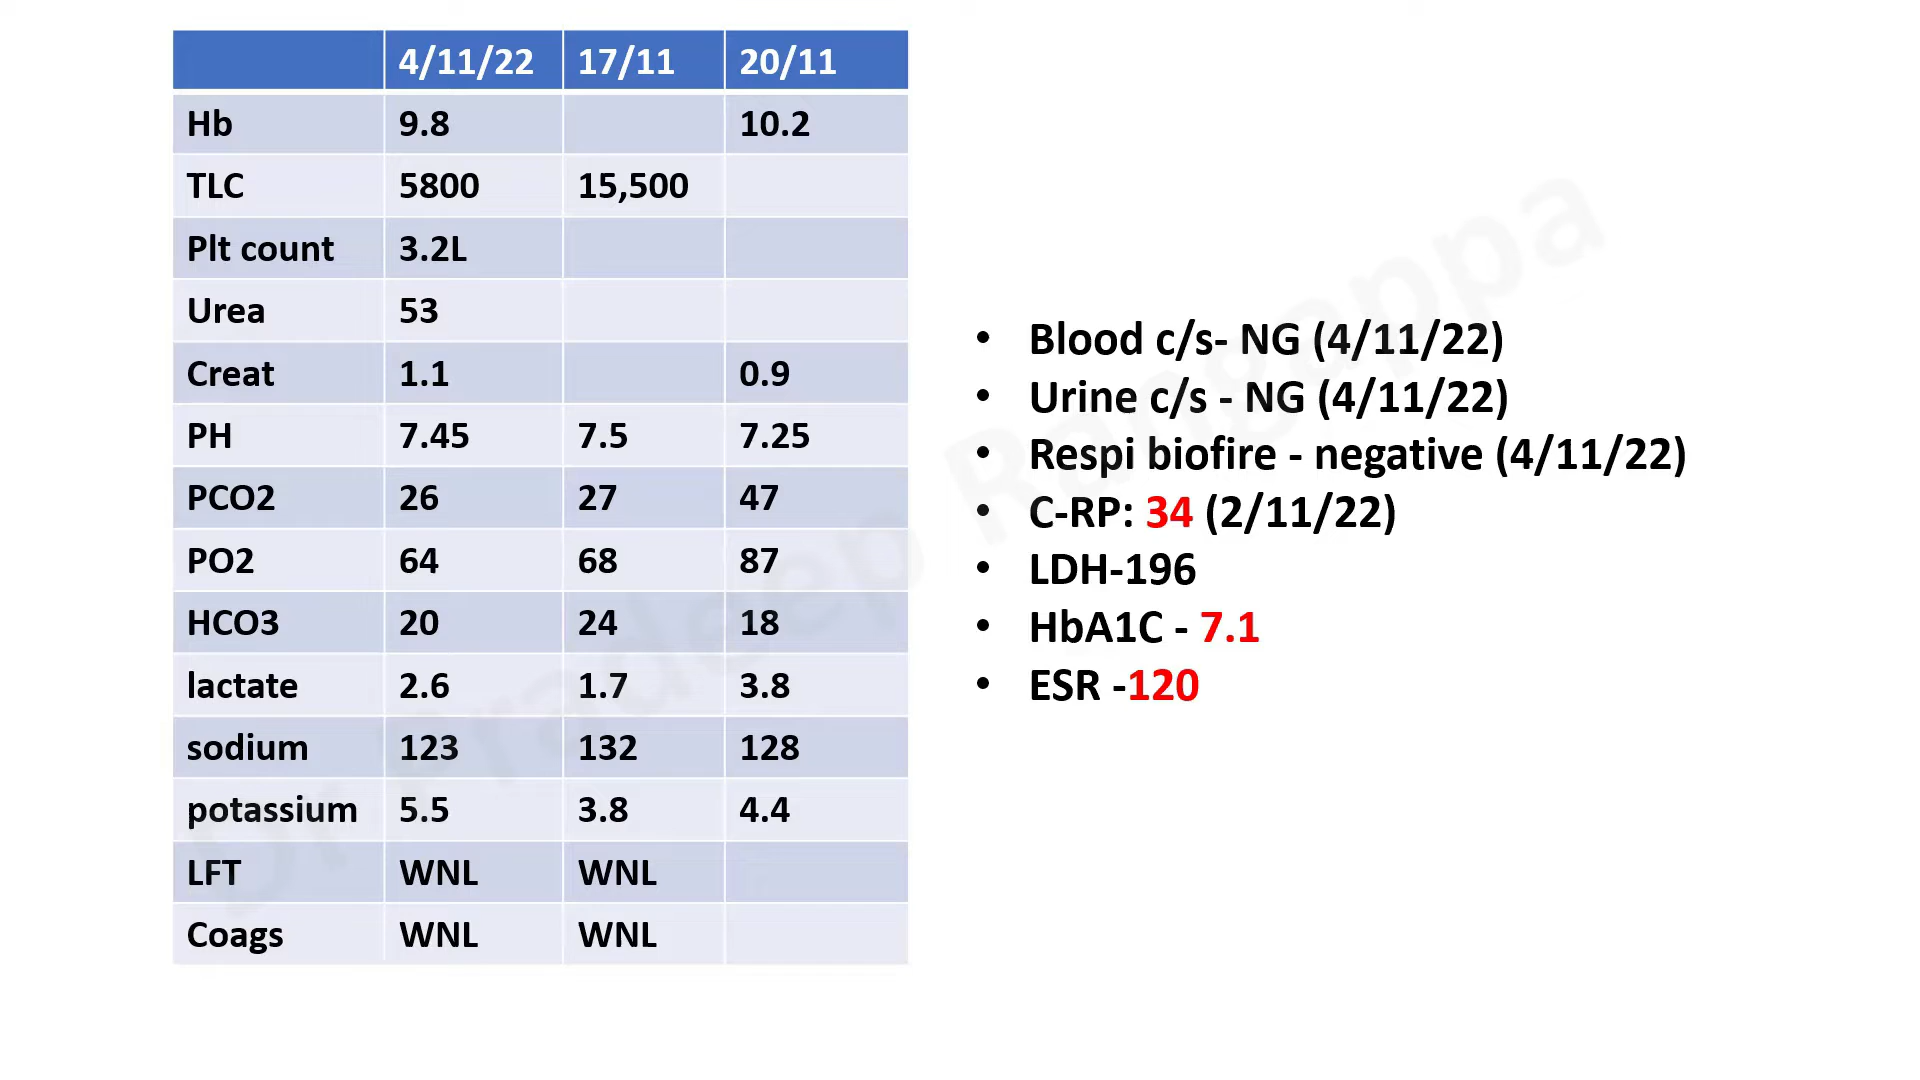 4/11/22 17/11 20/11
Hb 9.8 10.2
TLC 5800 15,500
Plt count 3.2L
Urea 53
Creat 1.1 0.9
PH 7.45 7.5 7.25
PCO2 26 27 47
PO2 64 68 87
HCO3 20 24 18
lactate 2.6 1.7 3.8
sodium 123 132 128
potassium 5.5 3.8 4.4
LFT WNL WNL
Coags WNL WNL
• Blood c/s- NG (4/11/22)
• Urine c/s - NG (4/11/22)
• Respi biofire - negative (4/11/22)
• C-RP: 34 (2/11/22)
• LDH-196
• HbA1C - 7.1
• ESR -120
Dr Pradeep Rangappa